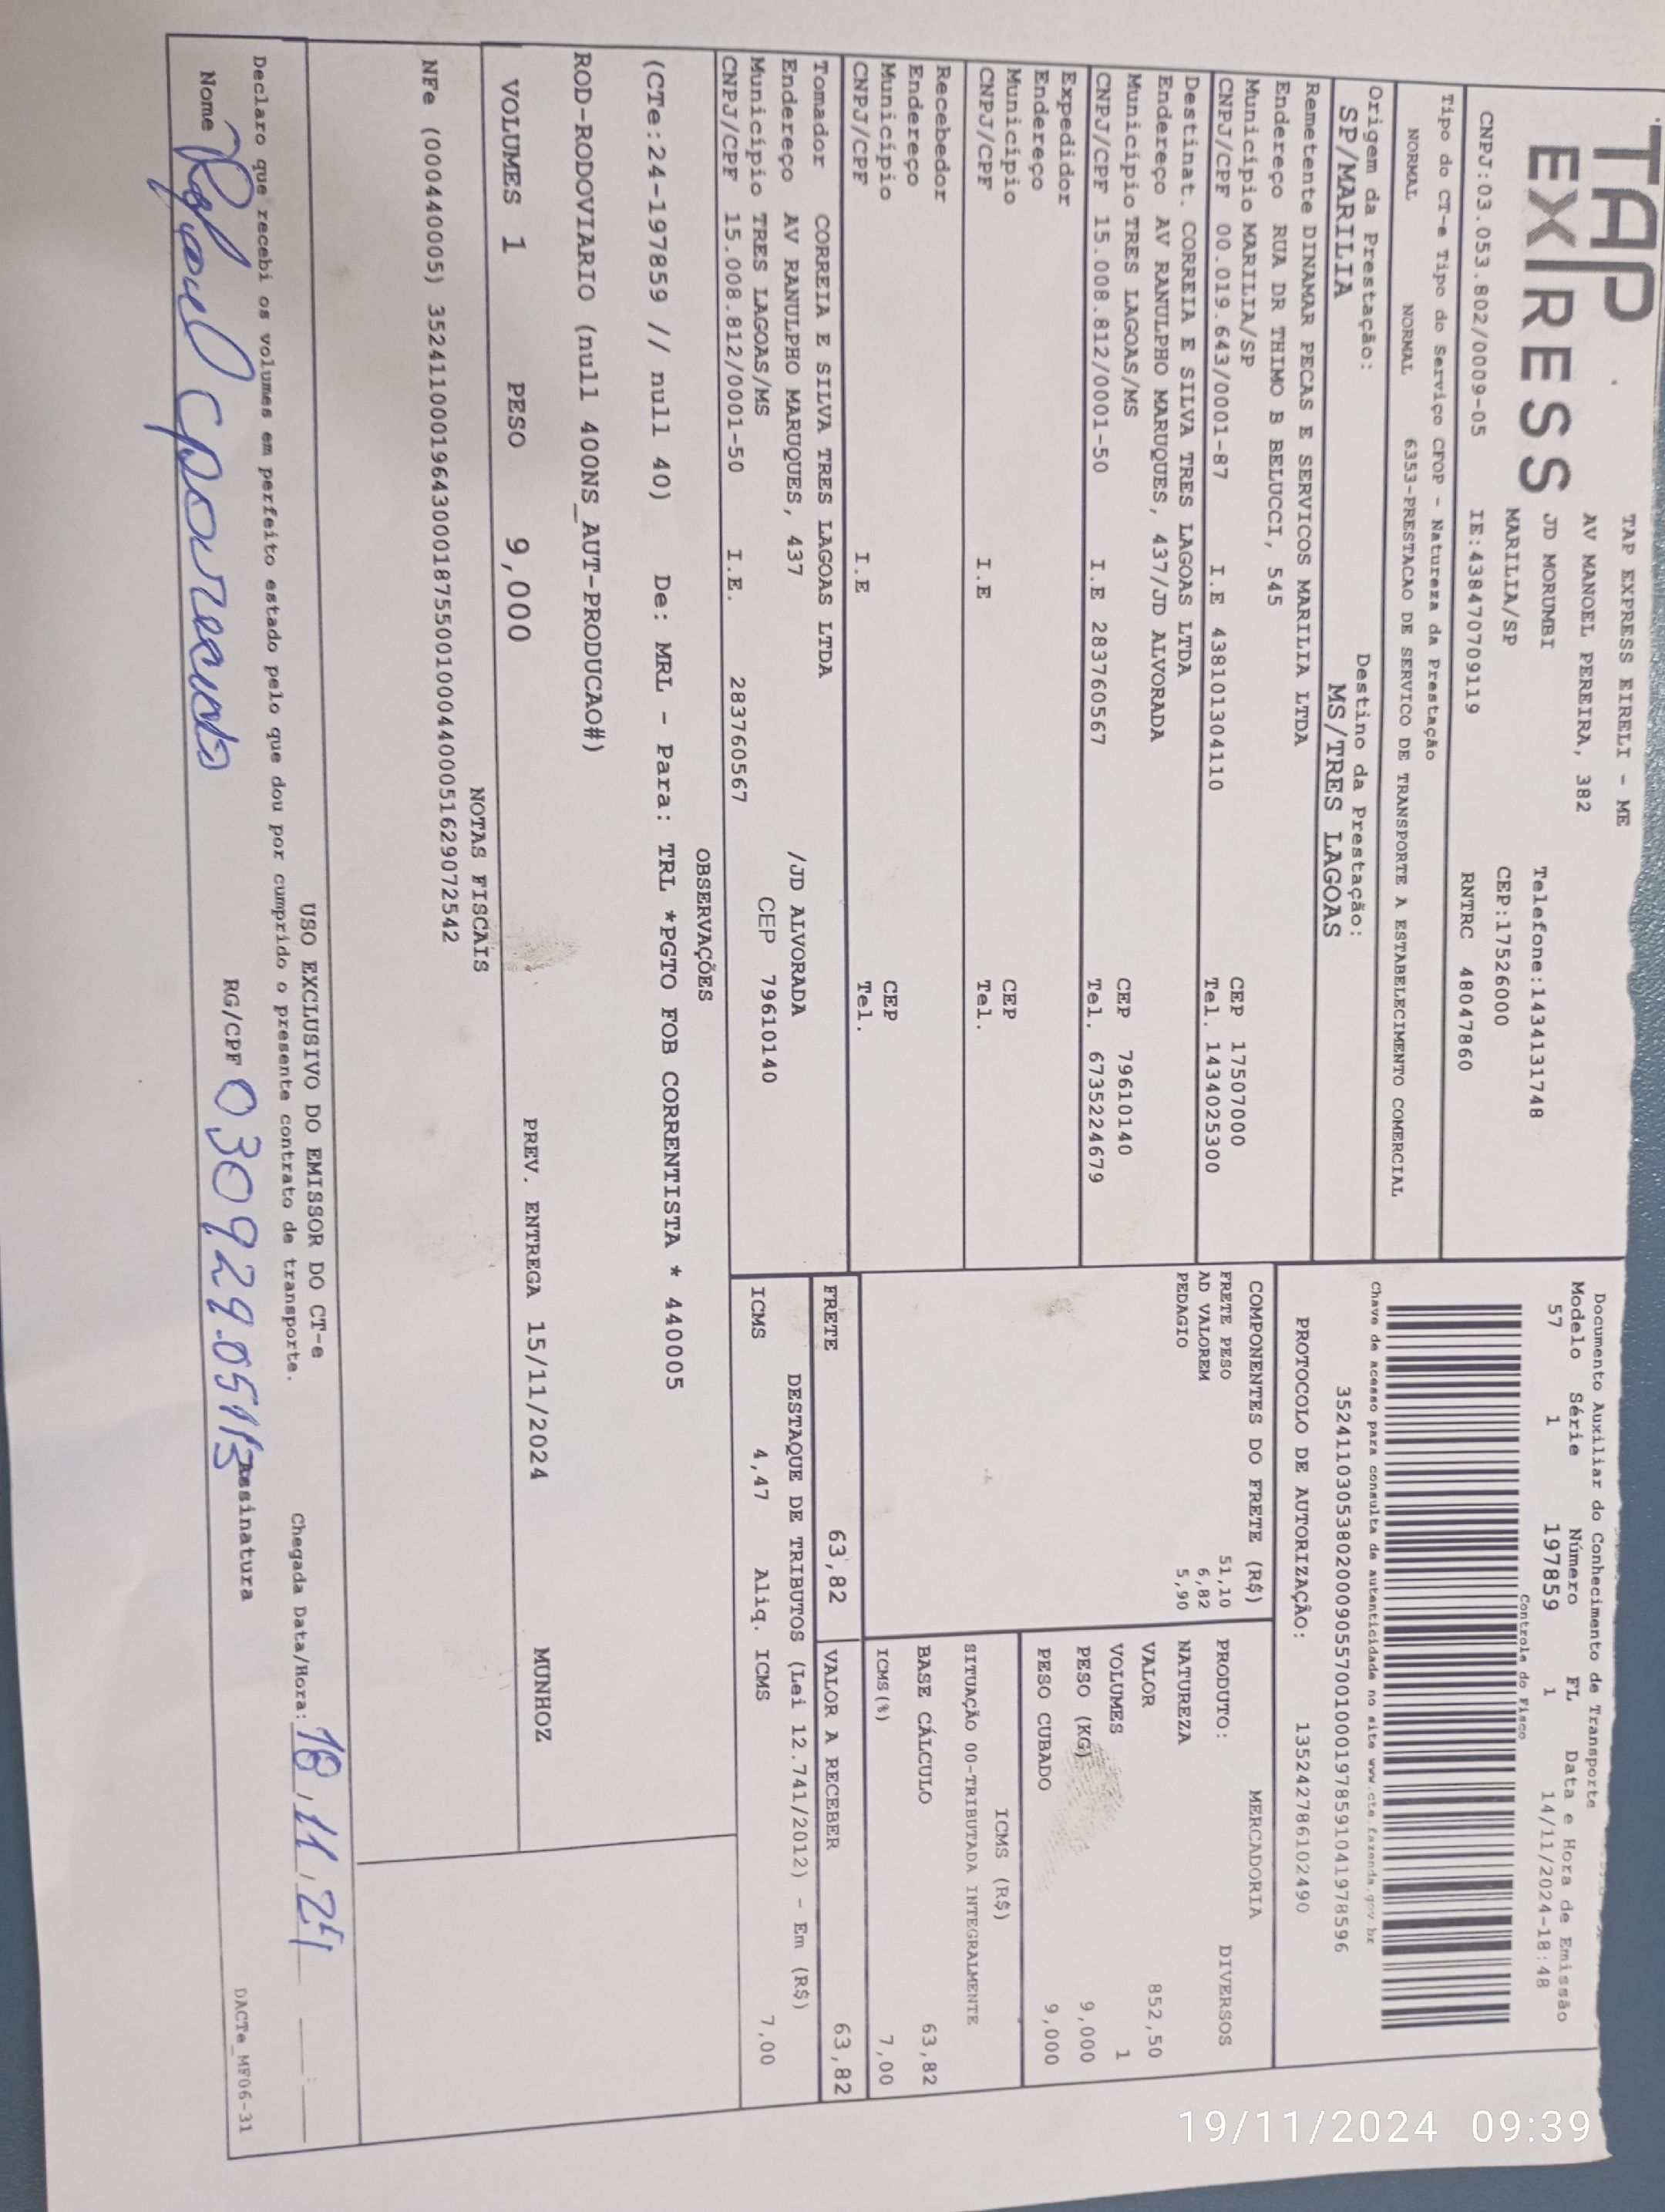 TAP
EXPRESS
TAP EXPRESS EIRELI - ME
AV MANOEL PEREIRA, 382
JD MORUMBI Telefone:1434131748
MARILIA/SP CEP:17526000
CNPJ:03.053.802/0009-05 IE:438470709119 RNTRC 48047860
Tipo do CT-e Tipo do Serviço CFOP - Natureza da Prestação
NORMAL NORMAL 6353-PRESTACAO DE SERVICO DE TRANSPORTE A ESTABELECIMENTO COMERCIAL
Origem da Prestação: Destino da Prestação:
SP/MARILIA MS/TRES LAGOAS
Remetente DINAMAR PECAS E SERVICOS MARILIA LTDA
Endereço RUA DR THIMO B BELUCCI, 545
Município MARILIA/SP CEP 17507000
CNPJ/CPF 00.019.643/0001-87 I.E 438101304110 Tel. 1434025300
Destinat. CORREIA E SILVA TRES LAGOAS LTDA
Endereço AV RANULPHO MARUQUES, 437/JD ALVORADA
Município TRES LAGOAS/MS CEP 79610140
CNPJ/CPF 15.008.812/0001-50 I.E 283760567 Tel. 67352246​79
Expedidor
Endereço
Município CEP
CNPJ/CPF I.E Tel.
Recebedor
Endereço
Município CEP
CNPJ/CPF I.E Tel.
Tomador CORREIA E SILVA TRES LAGOAS LTDA
Endereço AV RANULPHO MARUQUES, 437 /JD ALVORADA
Município TRES LAGOAS/MS CEP 79610140
CNPJ/CPF 15.008.812/0001-50 I.E. 283760567
Documento Auxiliar do Conhecimento de Transporte
Modelo Série Número FL Data e Hora de Emissão
57 1 197859 1 14/11/2024-18:48
Controle do Fisco
Chave de acesso para consulta de autenticidade no site www.cte.fazenda.gov.br
35241103053802000905570010001978591041978596
PROTOCOLO DE AUTORIZAÇÃO: 135242786102490
COMPONENTES DO FRETE (R$)
FRETE PESO 51,10
AD VALOREM 6,82
PEDAGIO 5,90
MERCADORIA
PRODUTO: DIVERSOS
NATUREZA
VALOR 852,50
VOLUMES 1
PESO (KG) 9,000
PESO CUBADO 9,000
ICMS (R$)
SITUAÇÃO 00-TRIBUTADA INTEGRALMENTE
BASE CÁLCULO 63,82
ICMS(%) 7,00
FRETE 63,82 VALOR A RECEBER 63,82
DESTAQUE DE TRIBUTOS (Lei 12.741/2012) - Em (R$)
ICMS 4,47 Aliq. ICMS 7,00
OBSERVAÇÕES
(CTe:24-197859 // null 40) De: MRL - Para: TRL *PGTO FOB CORRENTISTA * 440005
ROD-RODOVIARIO (null 400NS_AUT-PRODUCAO#)
VOLUMES 1 PESO 9,000 PREV. ENTREGA 15/11/2024 MUNHOZ
NOTAS FISCAIS
NFe (000440005) 35241100019643000187550010004400051629072542
USO EXCLUSIVO DO EMISSOR DO CT-e
Declaro que recebi os volumes em perfeito estado pelo que dou por cumprido o presente contrato de transporte.
Chegada Data/Hora: 18/11/24
Nome Rafael RG/CPF Assinatura
DACTe_MF06-31
19/11/2024 09:39